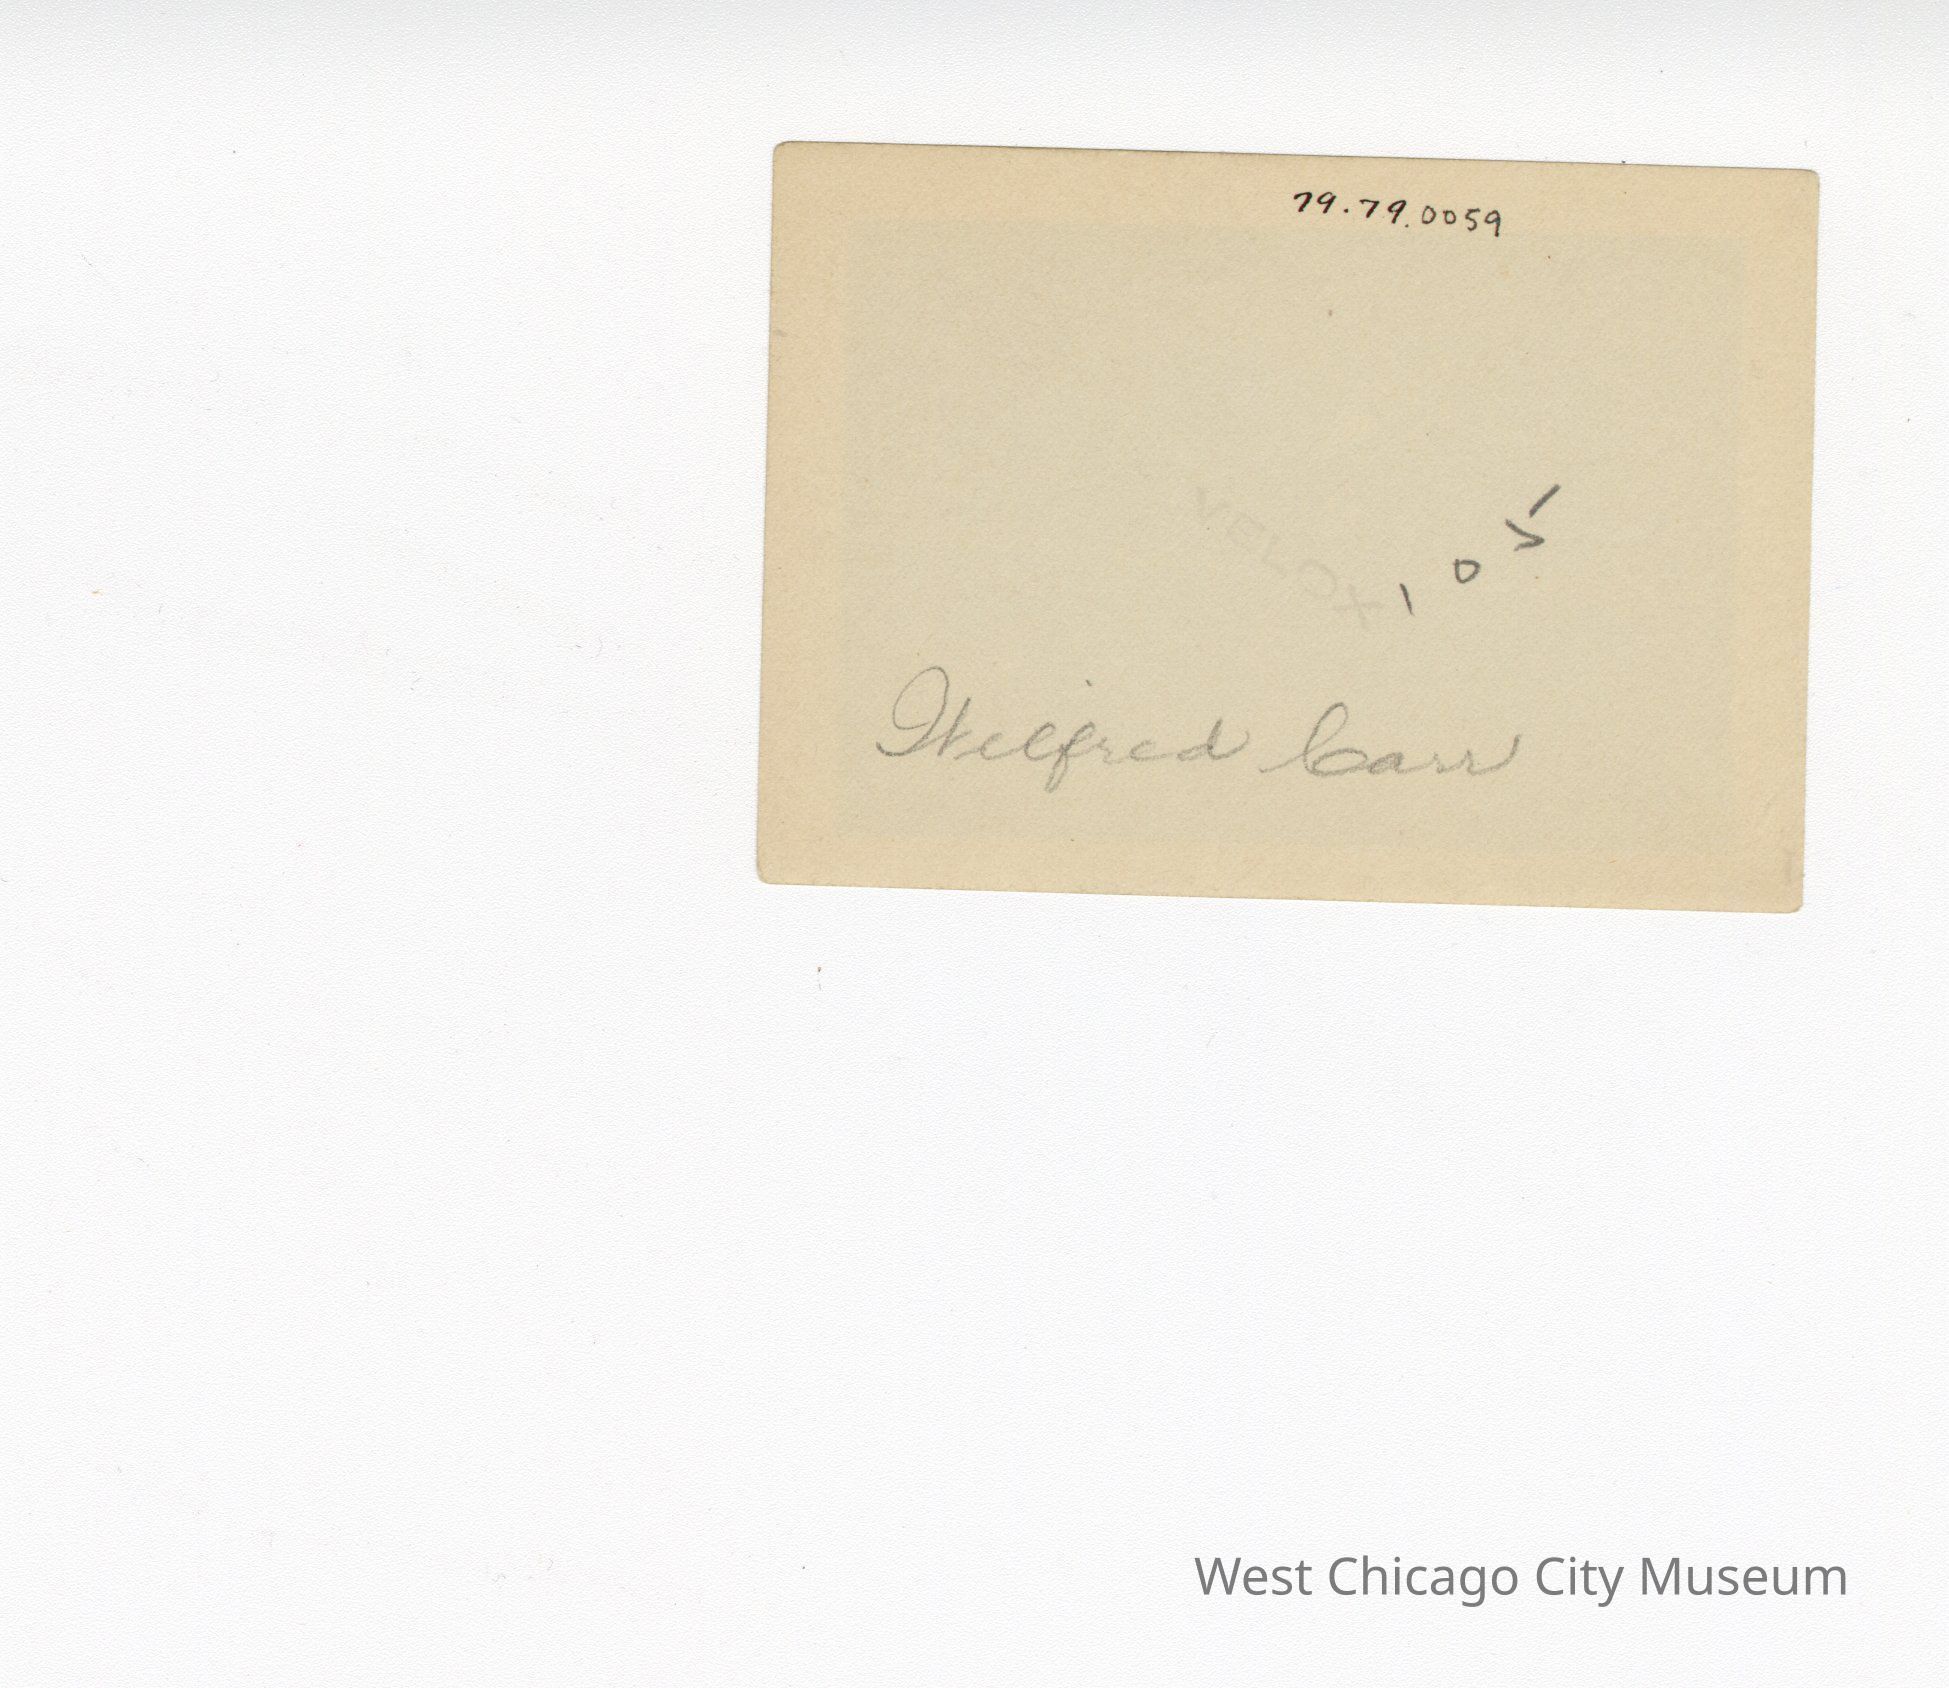 79.79.0059
VELOX
105
Wilfred Carr
West Chicago City Museum